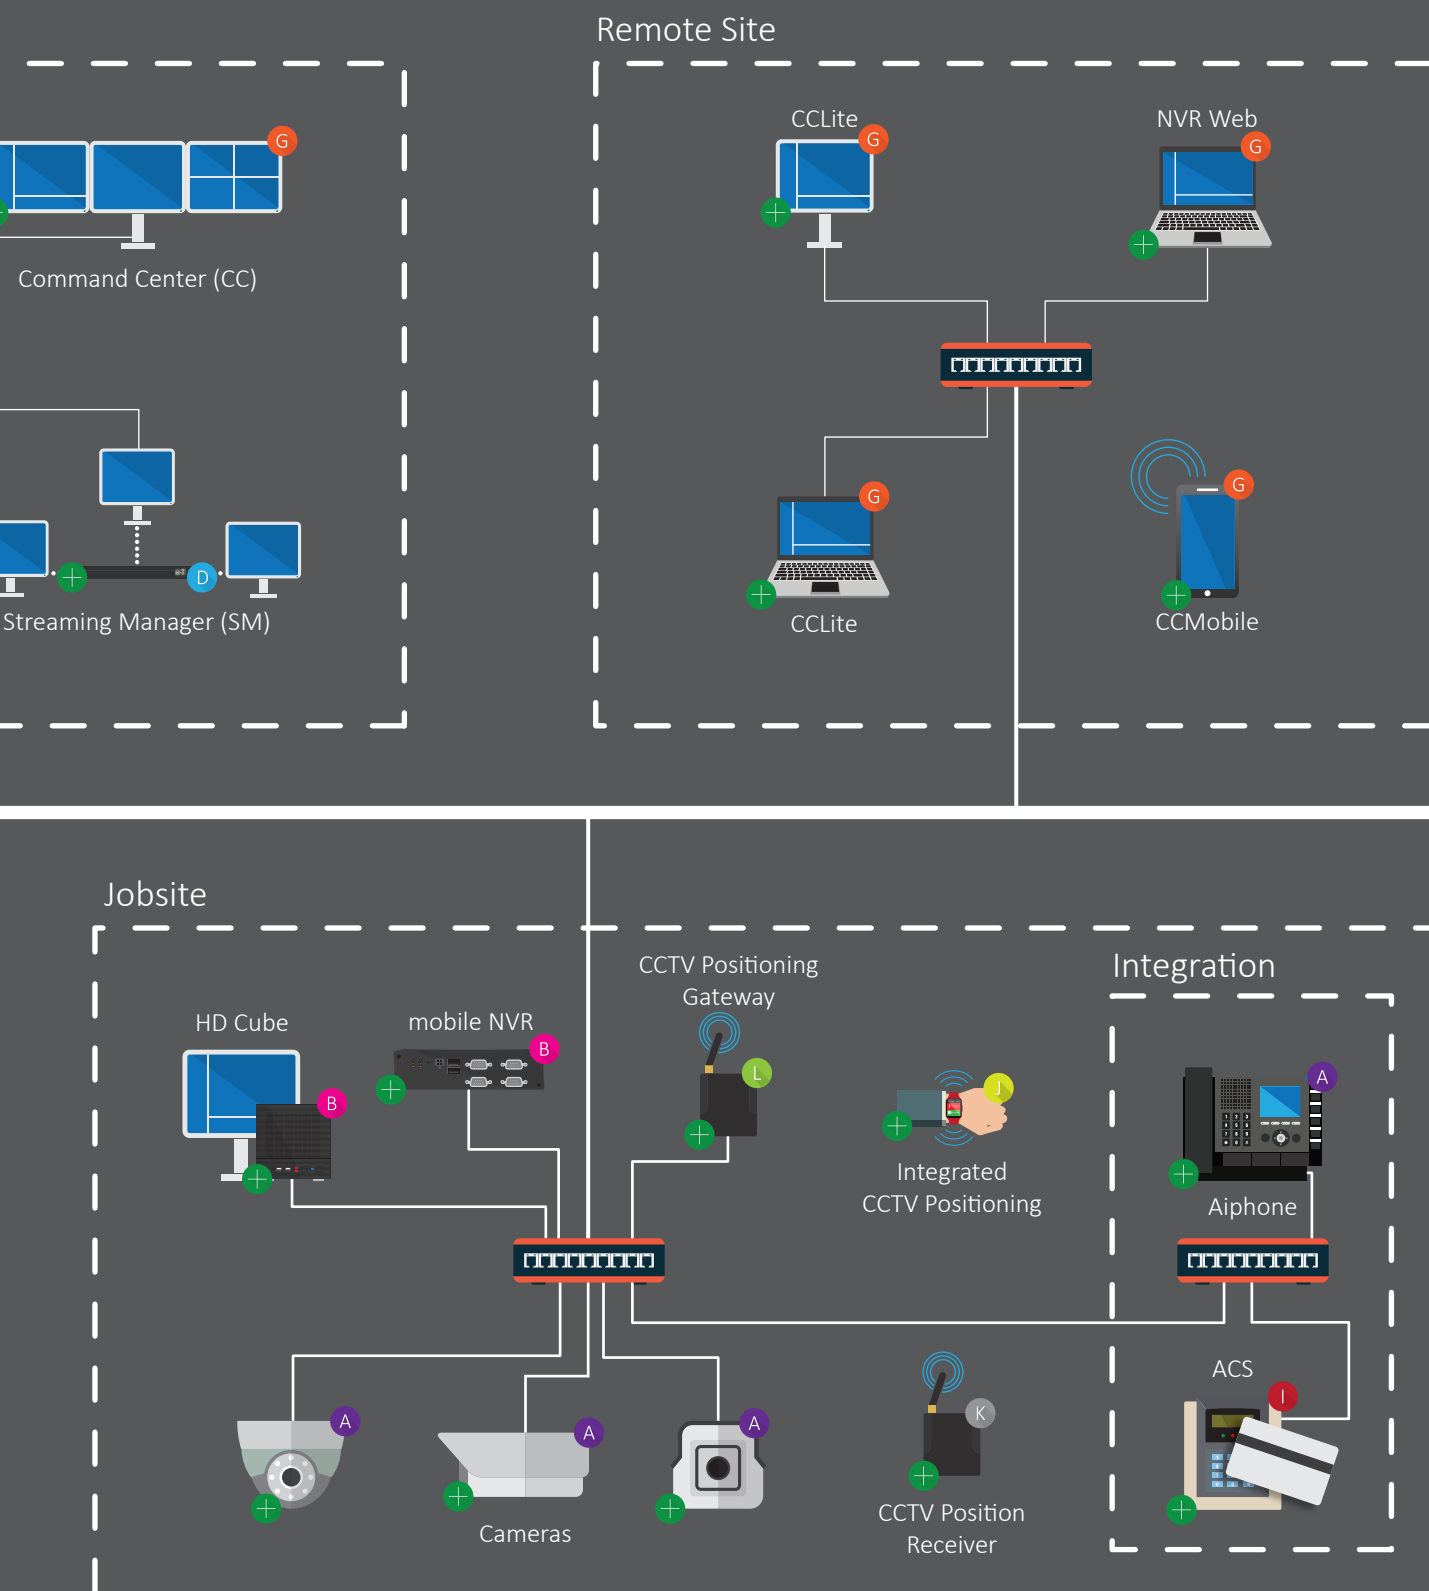 Remote Site
CCLite
G
NVR Web
G
G
Command Center (CC)
G
CCLite
G
CCMobile
D
Streaming Manager (SM)
Jobsite
HD Cube
B
mobile NVR
B
CCTV Positioning
Gateway
L
J
Integrated
CCTV Positioning
Integration
A
Aiphone
A
A
Cameras
A
K
CCTV Position
Receiver
ACS
I